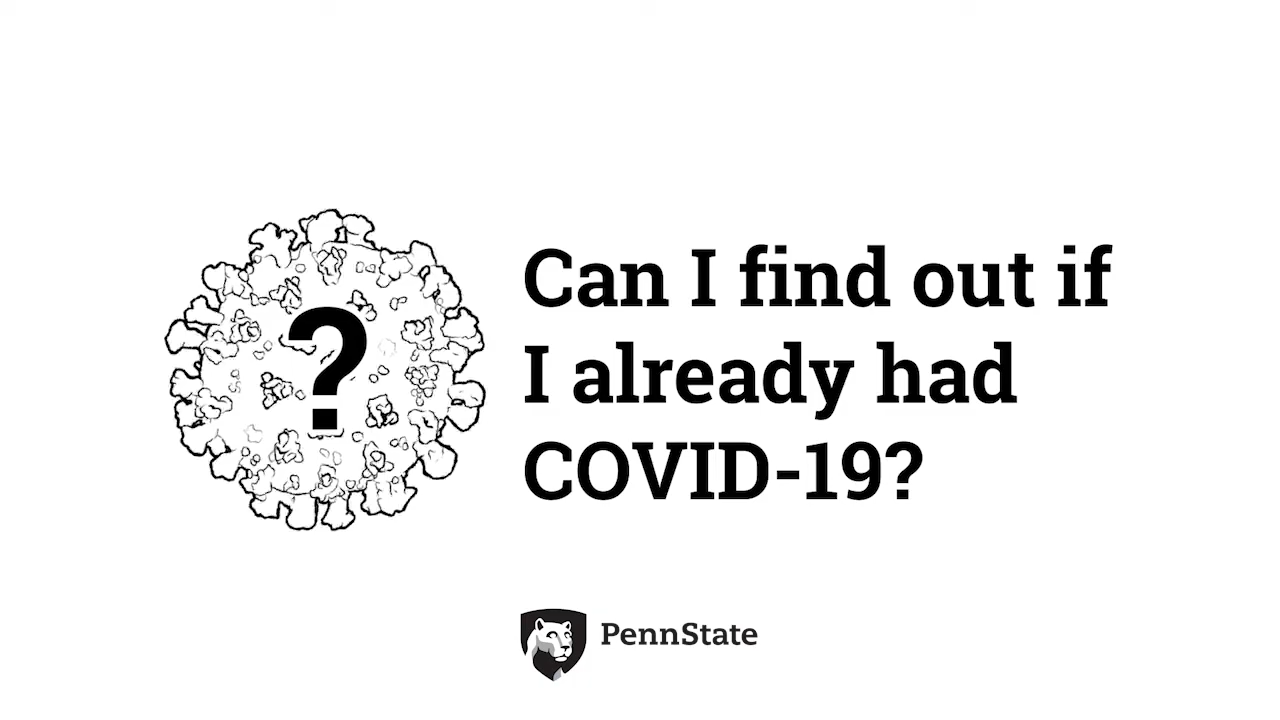 ?
Can I find out if
I already had
COVID-19?
PennState